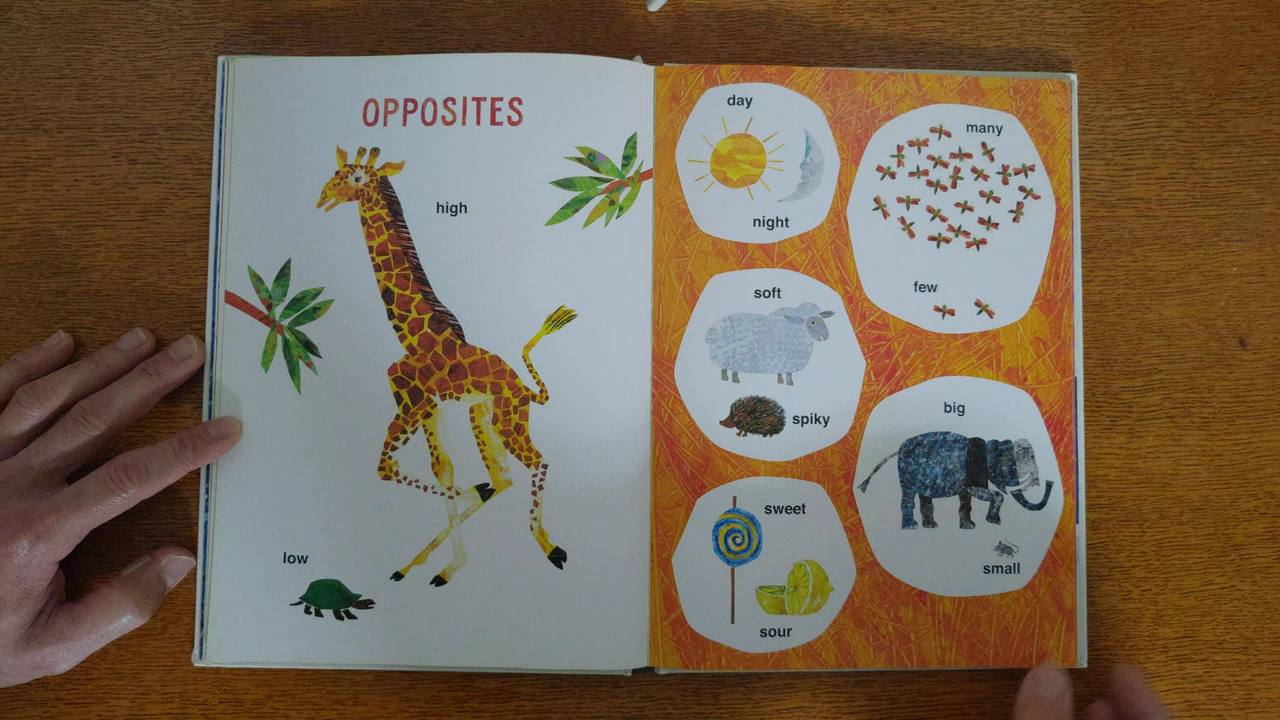 OPPOSITES
high
low
day
night
many
few
soft
spiky
big
small
sweet
sour